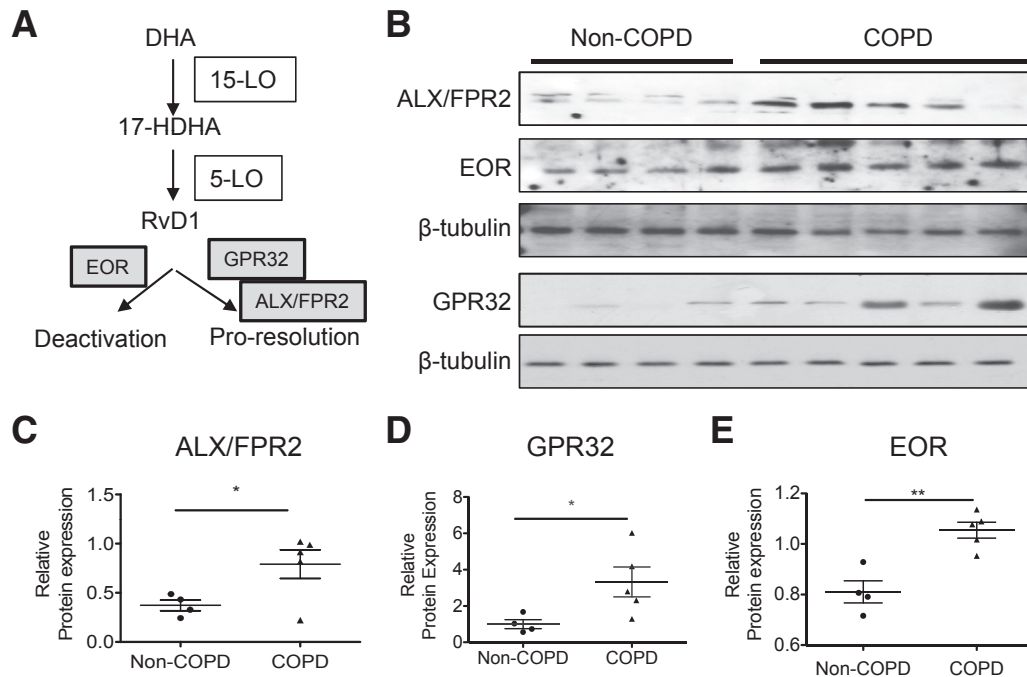 A
DHA
15-LO
17-HDHA
5-LO
RvD1
EOR
GPR32
ALX/FPR2
Deactivation
Pro-resolution
B
Non-COPD
COPD
ALX/FPR2
EOR
β-tubulin
GPR32
β-tubulin
C
ALX/FPR2
Relative
Protein expression
1.5
1.0
0.5
0.0
*
Non-COPD
COPD
D
GPR32
Relative
Protein Expression
8
6
4
2
0
*
Non-COPD
COPD
E
EOR
Relative
Protein expression
1.2
1.0
0.8
0.6
**
Non-COPD
COPD